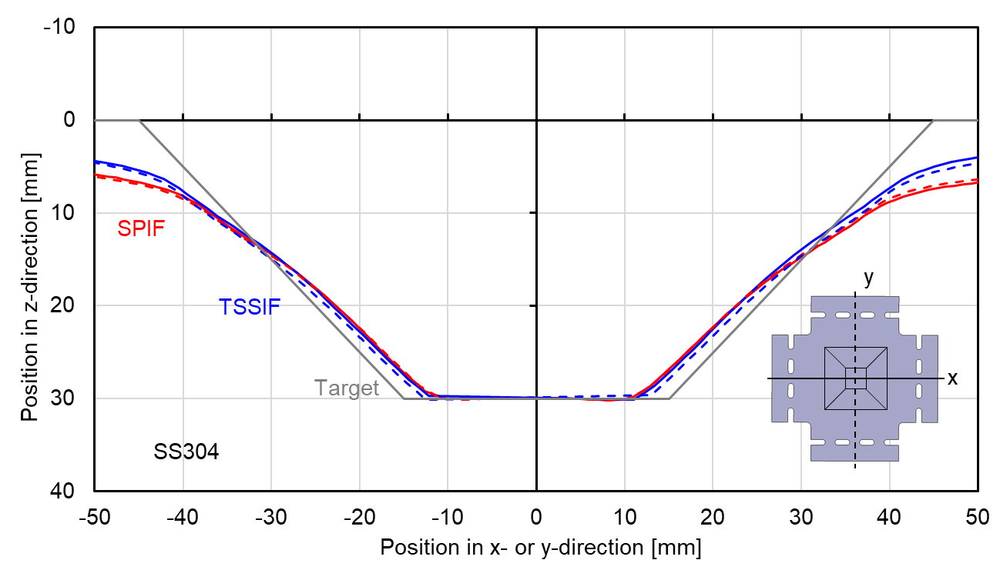 -10
0
10
SPIF
20
TSSIF
Target
30
SS304
40
y
x
-50 -40 -30 -20 -10 0 10 20 30 40 50
Position in x- or y-direction [mm]
Position in z-direction [mm]